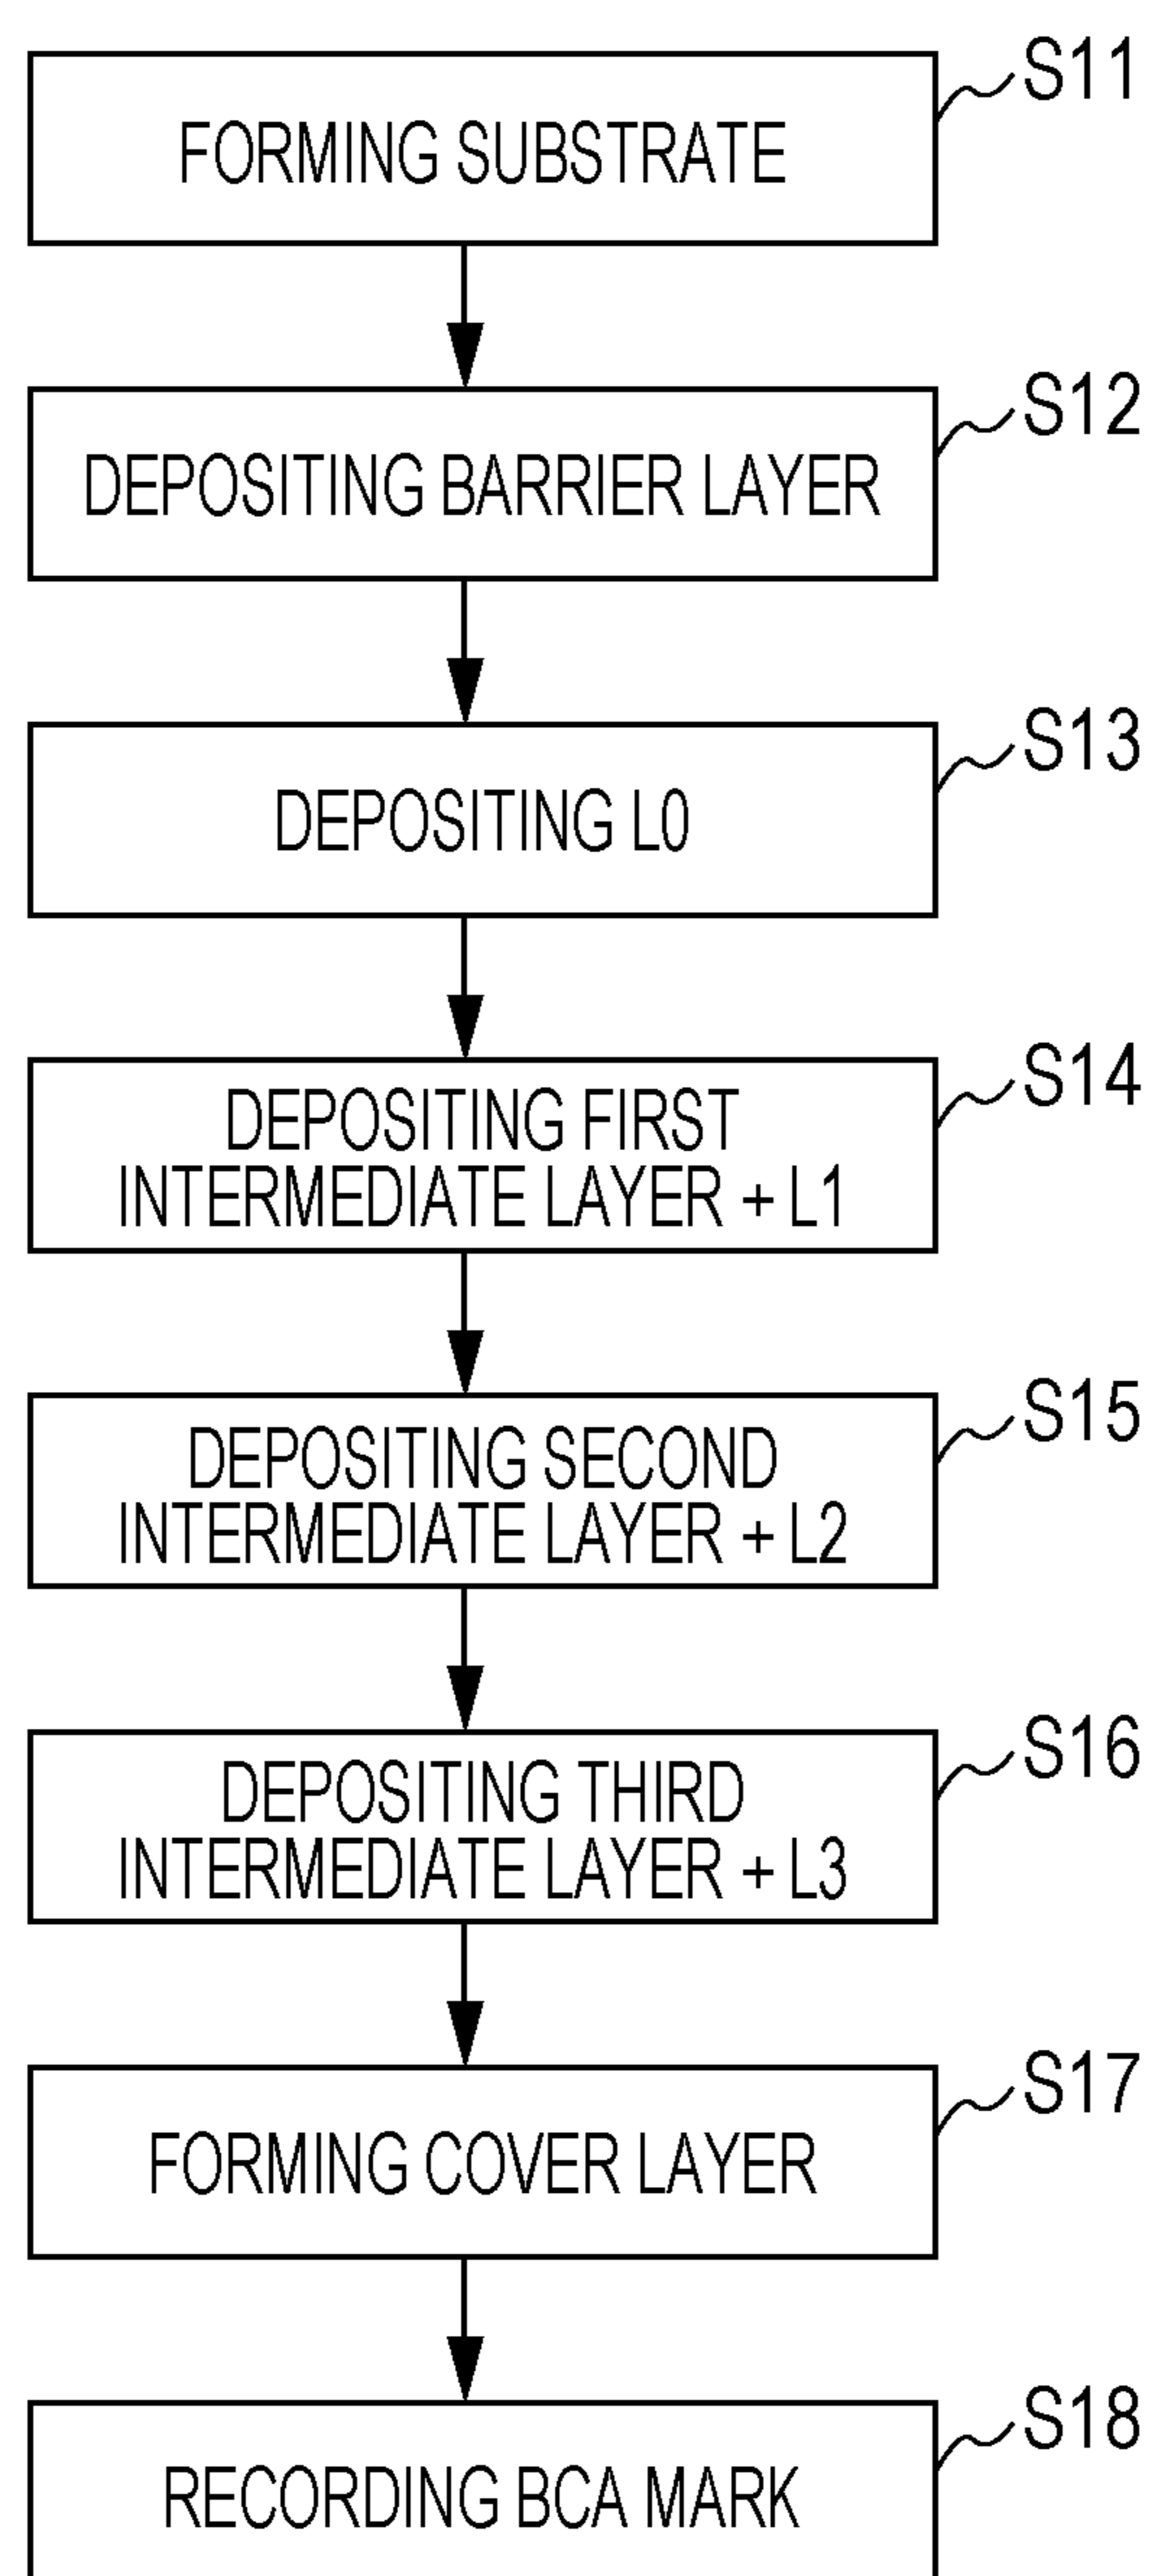 S11
FORMING SUBSTRATE
S12
DEPOSITING BARRIER LAYER
S13
DEPOSITING L0
S14
DEPOSITING FIRST
INTERMEDIATE LAYER + L1
S15
DEPOSITING SECOND
INTERMEDIATE LAYER + L2
S16
DEPOSITING THIRD
INTERMEDIATE LAYER + L3
S17
FORMING COVER LAYER
S18
RECORDING BCA MARK